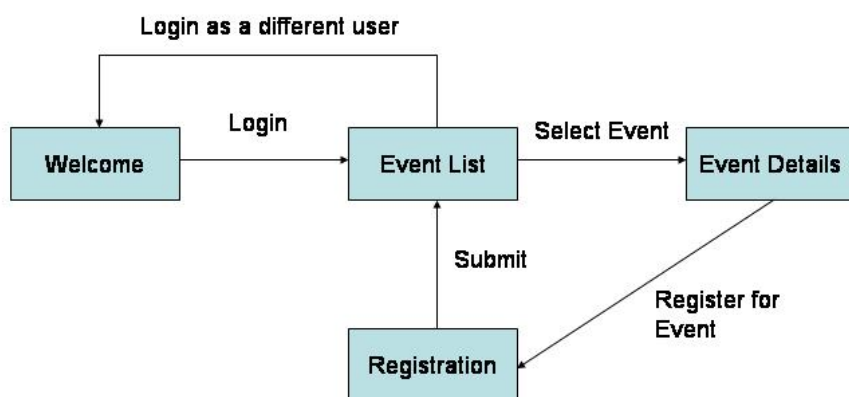 Login as a different user
Login
Select Event
Welcome
Event List
Event Details
Submit
Register for
Event
Registration